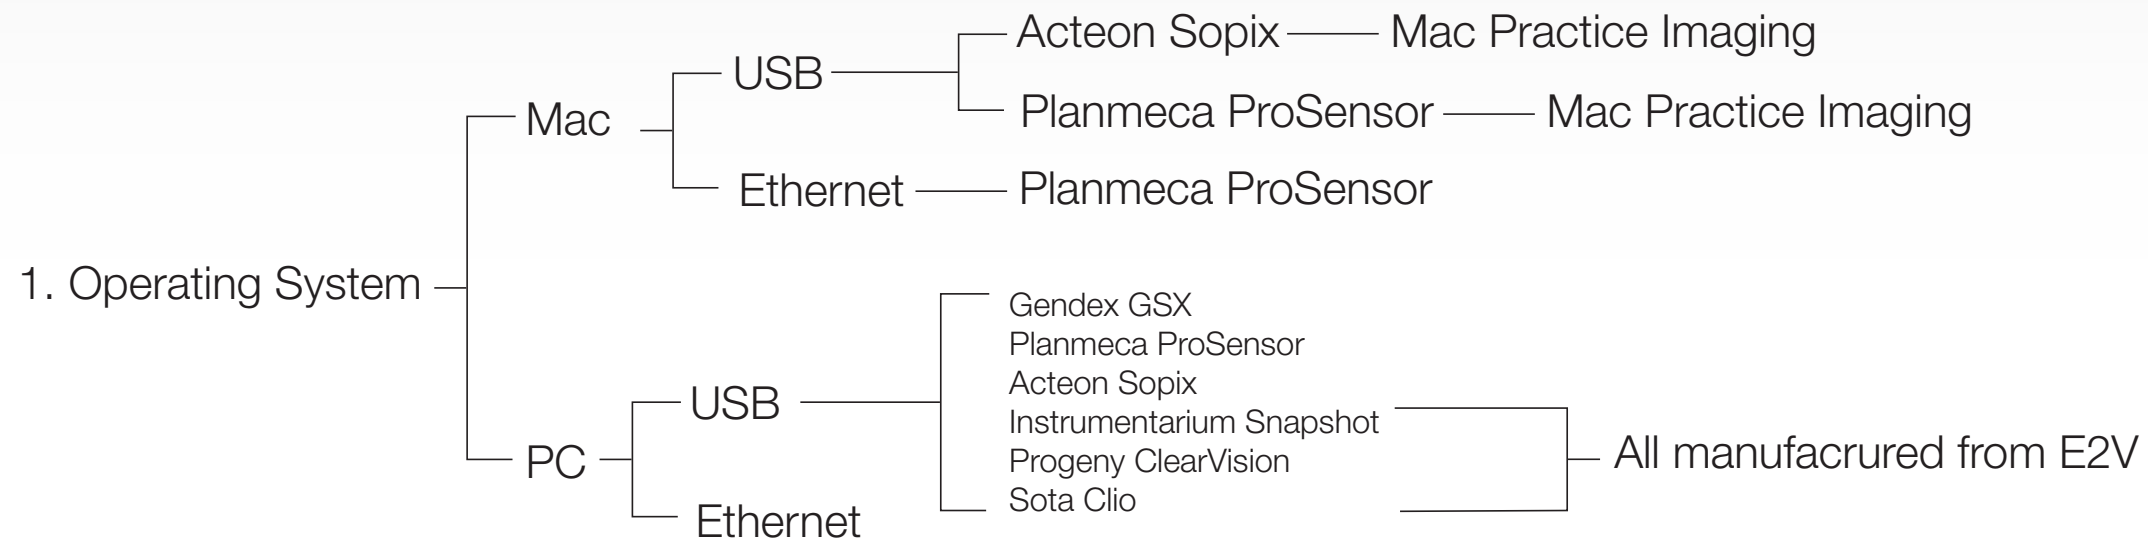 Acteon Sopix Mac Practice Imaging
USB
Planmeca ProSensor Mac Practice Imaging
Mac
Ethernet Planmeca ProSensor
1. Operating System
Gendex GSX
Planmeca ProSensor
Acteon Sopix
USB
Instrumentarium Snapshot
All manufacrured from E2V
PC
Progeny ClearVision
Sota Clio
Ethernet